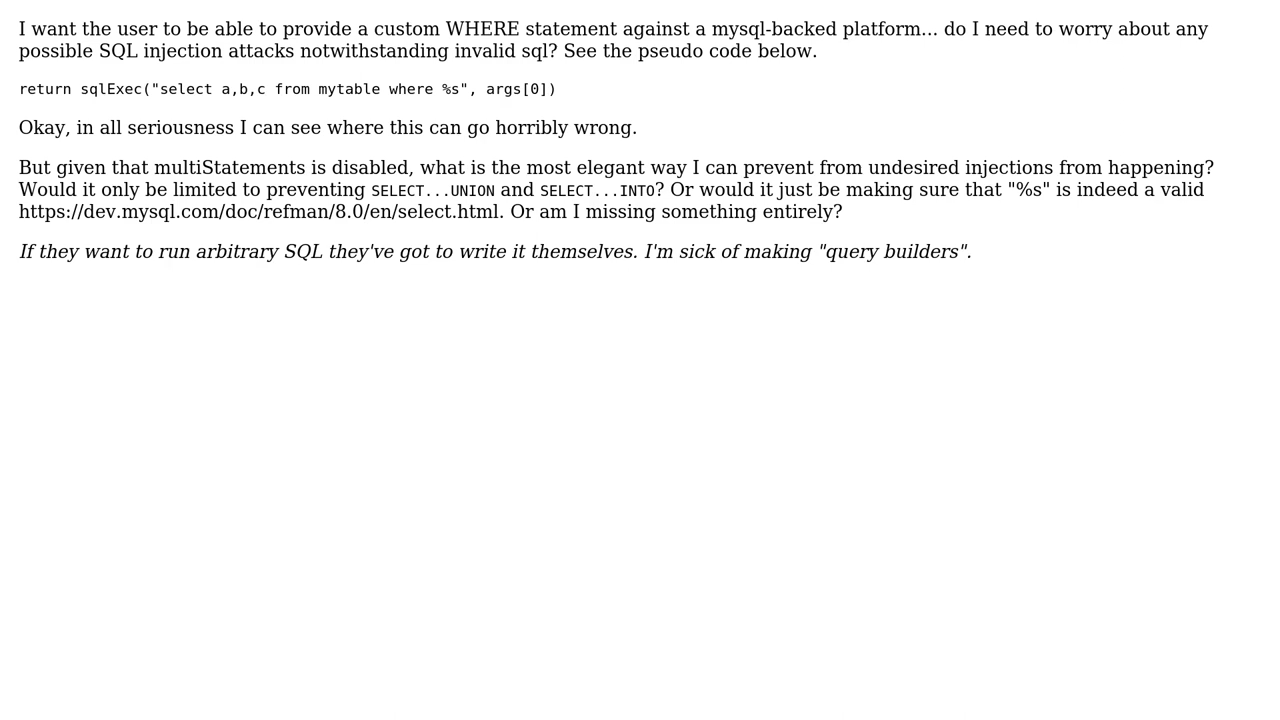 I want the user to be able to provide a custom WHERE statement against a mysql-backed platform... do I need to worry about any
possible SQL injection attacks notwithstanding invalid sql? See the pseudo code below.
return sqlExec("select a,b,c from mytable where %s", args[0])
Okay, in all seriousness I can see where this can go horribly wrong.
But given that multiStatements is disabled, what is the most elegant way I can prevent from undesired injections from happening?
Would it only be limited to preventing SELECT...UNION and SELECT...INTO? Or would it just be making sure that "%s" is indeed a valid
https://dev.mysql.com/doc/refman/8.0/en/select.html. Or am I missing something entirely?
If they want to run arbitrary SQL they've got to write it themselves. I'm sick of making "query builders".